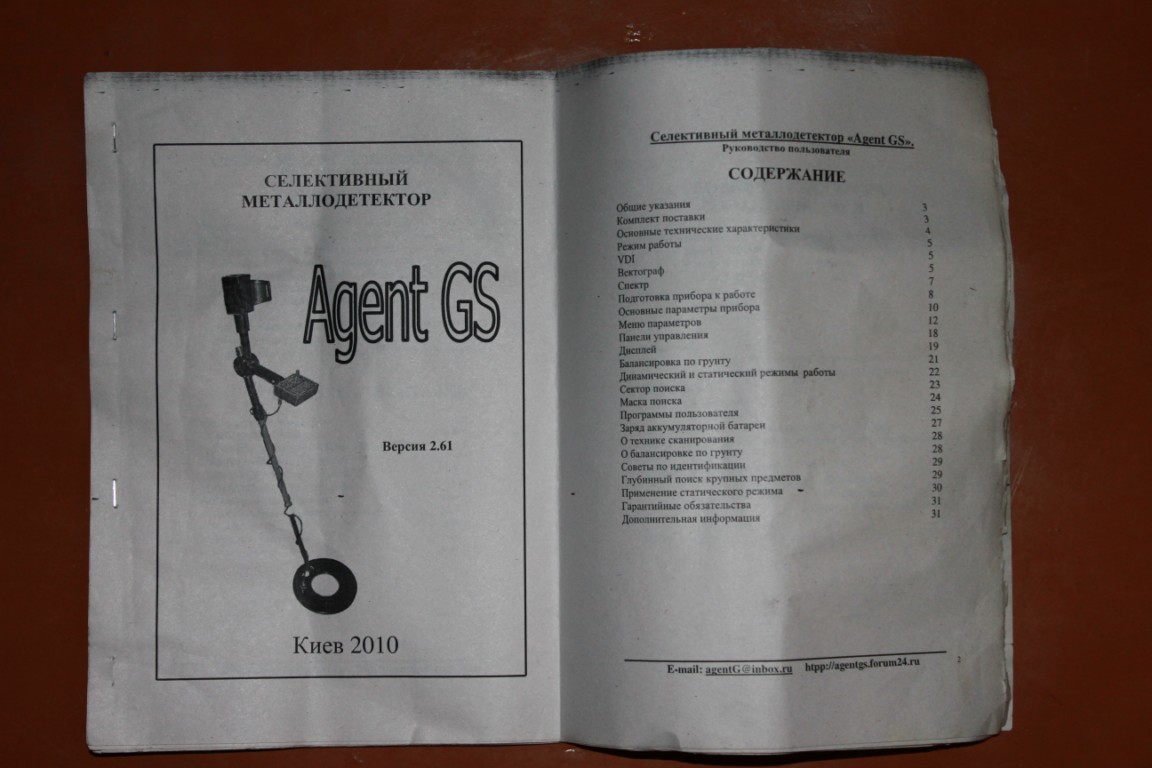 СЕЛЕКТИВНЫЙ
МЕТАЛЛОДЕТЕКТОР
Agent GS
Версия 2.61
Киев 2010
Селективный металлодетектор «Agent GS».
Руководство пользователя
СОДЕРЖАНИЕ
Общие указания 3
Комплект поставки 3
Основные технические характеристики 4
Режим работы 5
VDI 5
Вектограф 5
Спектр 7
Подготовка прибора к работе 8
Основные параметры прибора 10
Меню параметров 12
Панели управления 18
Дисплей 19
Балансировка по грунту 21
Динамический и статический режимы работы 22
Сектор поиска 23
Маска поиска 24
Программы пользователя 25
Заряд аккумуляторной батареи 27
О технике сканирования 28
О балансировке по грунту 28
Советы по идентификации 29
Глубинный поиск крупных предметов 29
Применение статического режима 30
Гарантийные обязательства 31
Дополнительная информация 31
E-mail: agentG@inbox.ru htpp://agentgs.forum24.ru 2